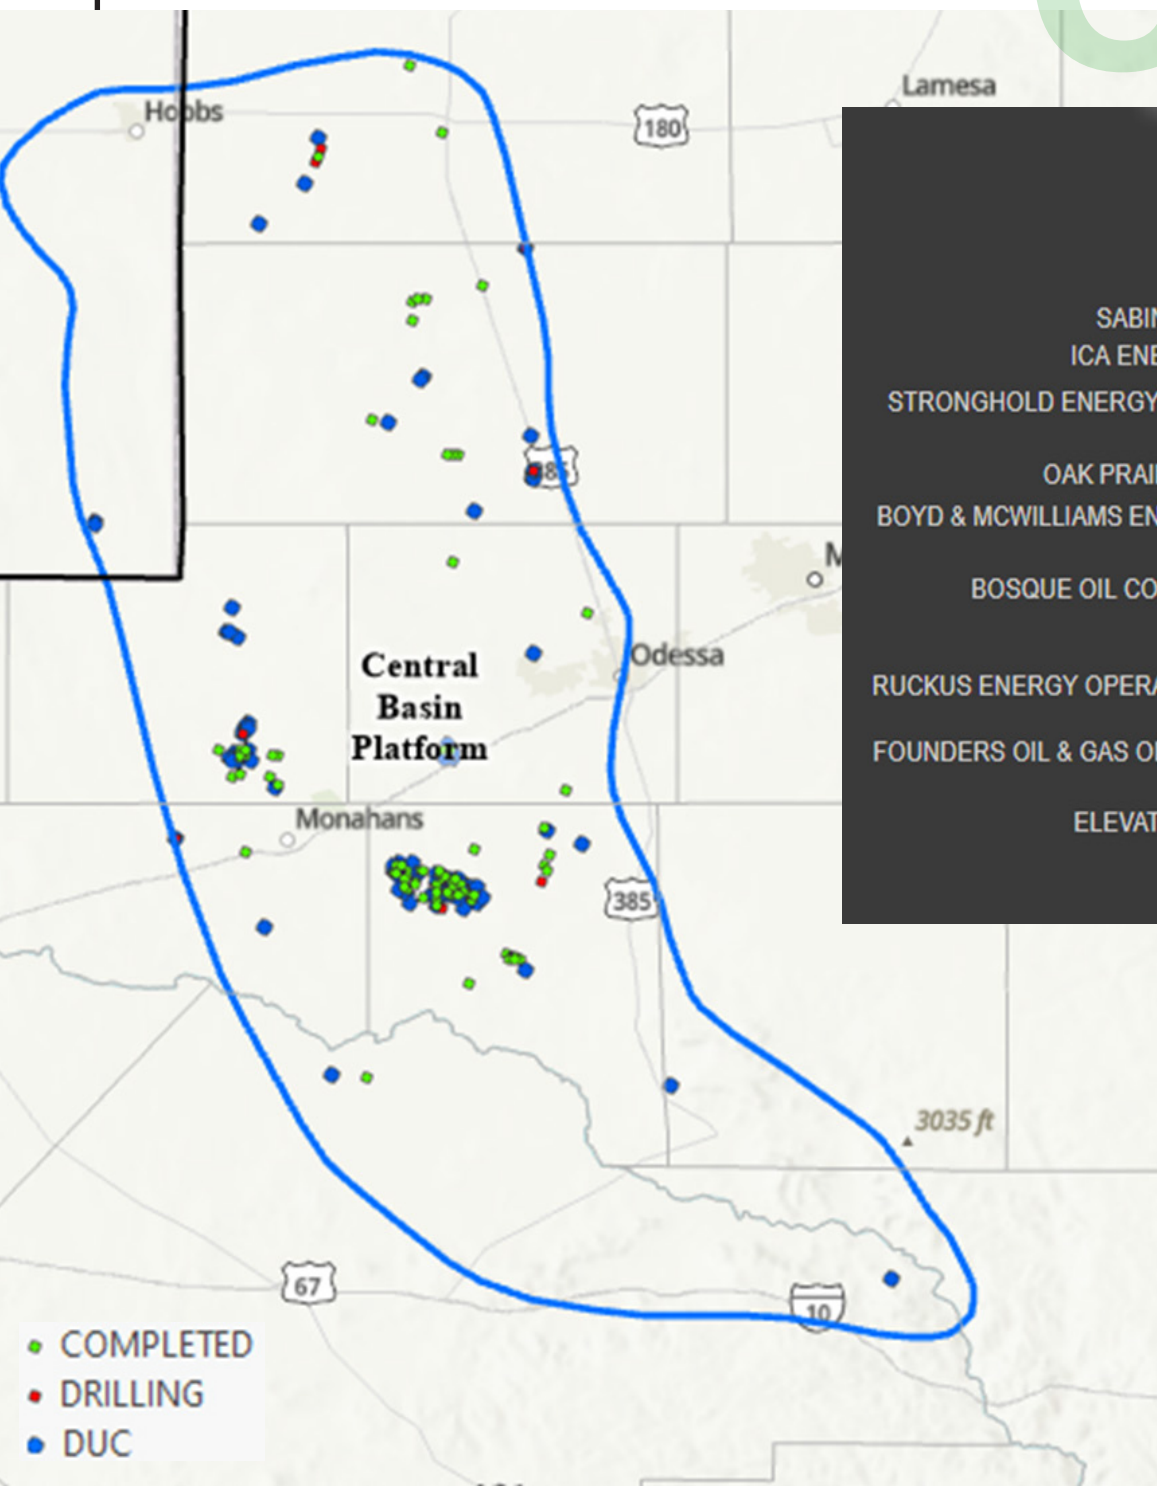 Lamesa
Hobbs
180
SABIN
ICA ENE
STRONGHOLD ENERGY
385
OAK PRAI
BOYD & MCWILLIAMS EN
M
BOSQUE OIL CO
Central
Basin
Platform
Odessa
RUCKUS ENERGY OPERA
FOUNDERS OIL & GAS O
Monahans
ELEVAT
385
3035 ft
67
10
COMPLETED
DRILLING
DUC